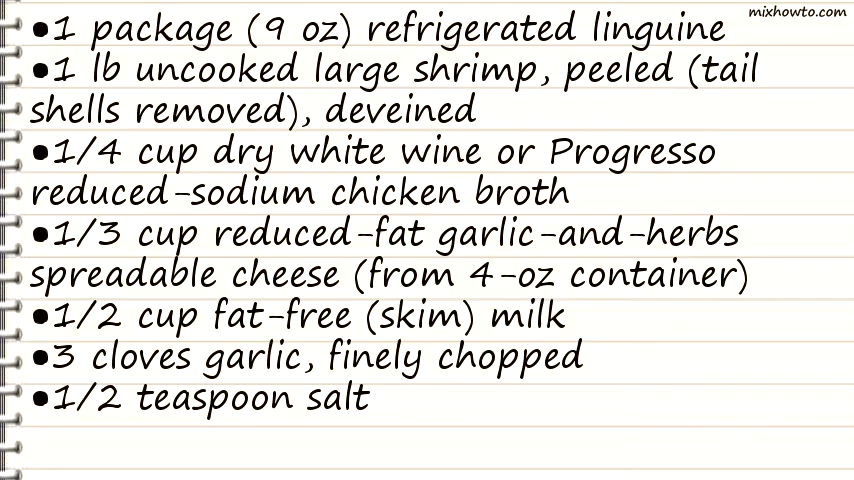 mixhowto.com
•1 package (9 oz) refrigerated linguine
•1 lb uncooked large shrimp, peeled (tail
shells removed), deveined
•1/4 cup dry white wine or Progresso
reduced-sodium chicken broth
•1/3 cup reduced-fat garlic-and-herbs
spreadable cheese (from 4-oz container)
•1/2 cup fat-free (skim) milk
•3 cloves garlic, finely chopped
•1/2 teaspoon salt